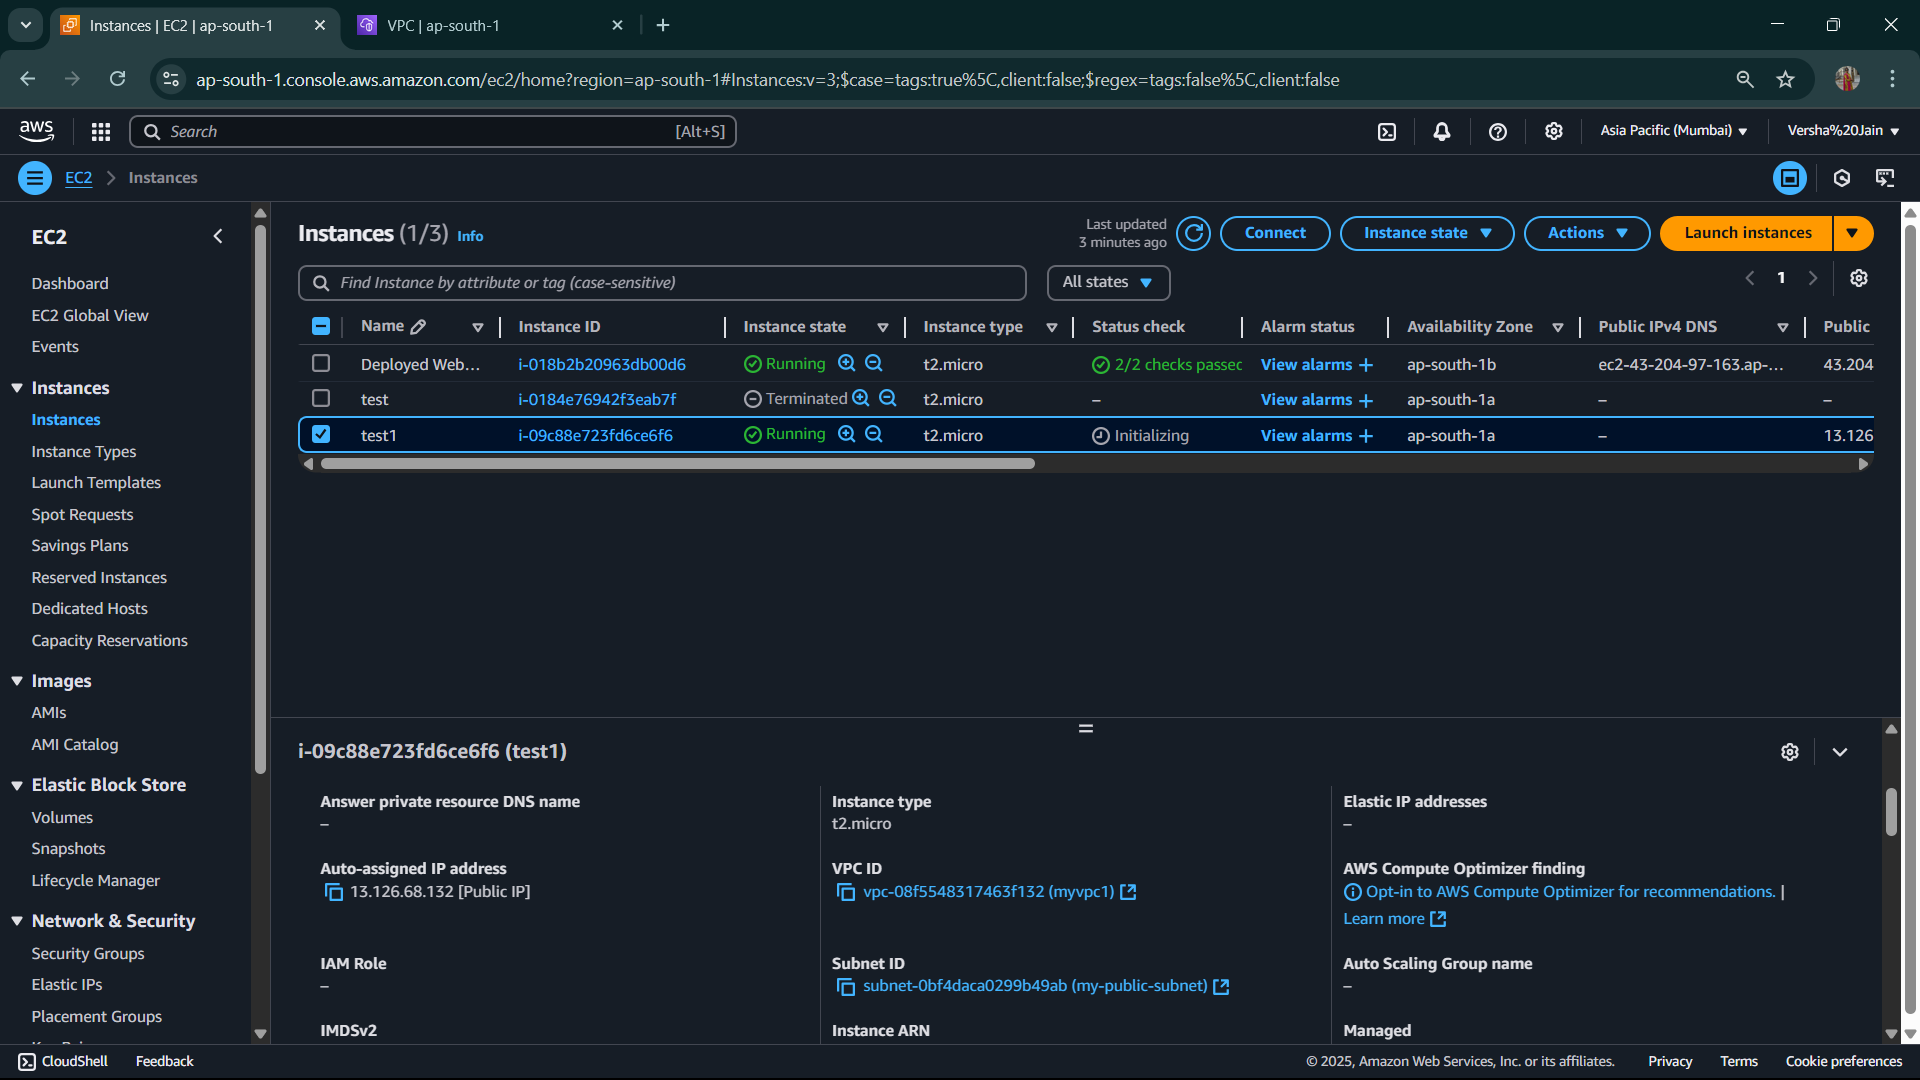 Instances | EC2 | ap-south-1
VPC | ap-south-1
ap-south-1.console.aws.amazon.com/ec2/home?region=ap-south-1#Instances:v=3;$case=tags:true%5C,client:false;$regex=tags:false%5C,client:false
aws
Search
[Alt+S]
Asia Pacific (Mumbai)
Versha%20Jain
EC2
Instances
EC2
Dashboard
EC2 Global View
Events
Instances
Instances
Instance Types
Launch Templates
Spot Requests
Savings Plans
Reserved Instances
Dedicated Hosts
Capacity Reservations
Images
AMIs
AMI Catalog
Elastic Block Store
Volumes
Snapshots
Lifecycle Manager
Network & Security
Security Groups
Elastic IPs
Placement Groups
Instances (1/3) Info
Last updated
3 minutes ago
Connect
Instance state
Actions
Launch instances
Find Instance by attribute or tag (case-sensitive)
All states
1
Name Instance ID Instance state Instance type Status check Alarm status Availability Zone Public IPv4 DNS Public
Deployed Web... i-018b2b20963db00d6 Running t2.micro 2/2 checks passec View alarms + ap-south-1b ec2-43-204-97-163.ap-... 43.204
test i-0184e76942f3eab7f Terminated t2.micro – View alarms + ap-south-1a – –
test1 i-09c88e723fd6ce6f6 Running t2.micro Initializing View alarms + ap-south-1a – 13.126
i-09c88e723fd6ce6f6 (test1)
Answer private resource DNS name
–
Instance type
t2.micro
Elastic IP addresses
–
Auto-assigned IP address
13.126.68.132 [Public IP]
VPC ID
vpc-08f5548317463f132 (myvpc1)
AWS Compute Optimizer finding
Opt-in to AWS Compute Optimizer for recommendations. |
Learn more
IAM Role
–
Subnet ID
subnet-0bf4daca0299b49ab (my-public-subnet)
Auto Scaling Group name
–
IMDSv2
Instance ARN
Managed
CloudShell
Feedback
© 2025, Amazon Web Services, Inc. or its affiliates.
Privacy
Terms
Cookie preferences